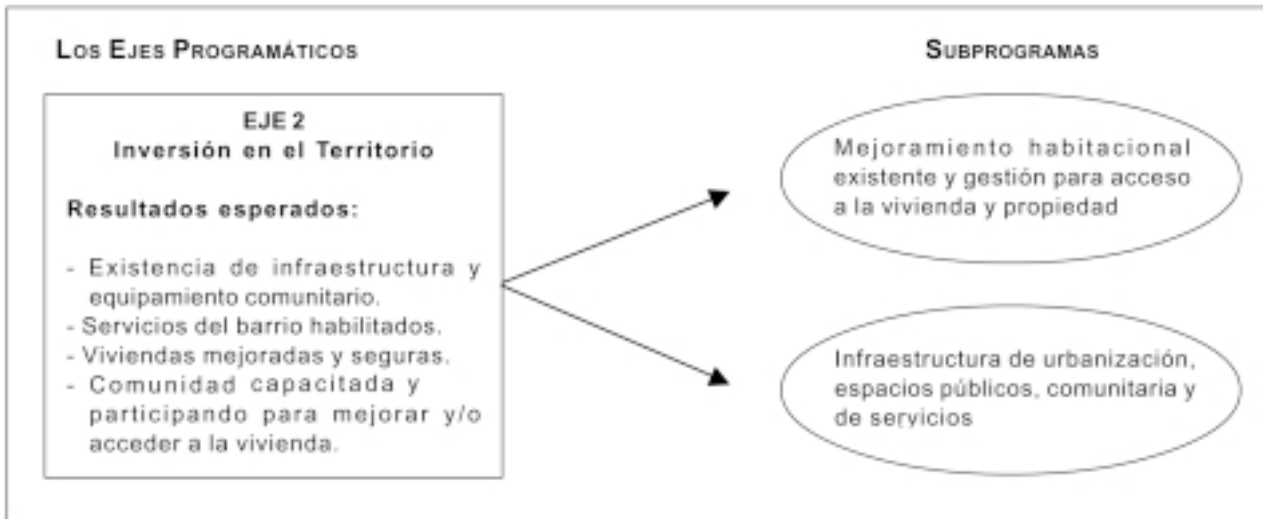 Los Ejes Programáticos
Subprogramas
EJE 2
Inversión en el Territorio
Resultados esperados:
- Existencia de infraestructura y
equipamiento comunitario.
- Servicios del barrio habilitados.
- Viviendas mejoradas y seguras.
- Comunidad capacitada y
participando para mejorar y/o
acceder a la vivienda.
Mejoramiento habitacional
existente y gestión para acceso
a la vivienda y propiedad
Infraestructura de urbanización,
espacios públicos, comunitaria y
de servicios